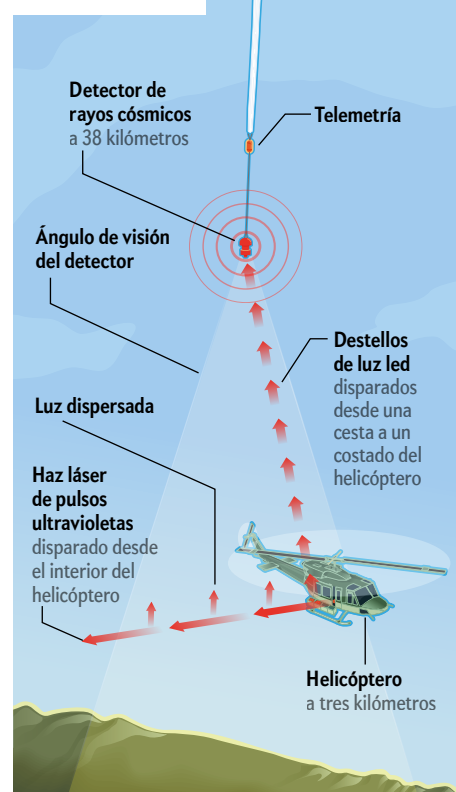 Detector de
rayos cósmicos
a 38 kilómetros
Telemetría
Ángulo de visión
del detector
Destellos
de luz led
disparados
desde una
cesta a un
costado del
helicóptero
Luz dispersada
Haz láser
de pulsos
ultravioletas
disparado desde
el interior del
helicóptero
Helicóptero
a tres kilómetros